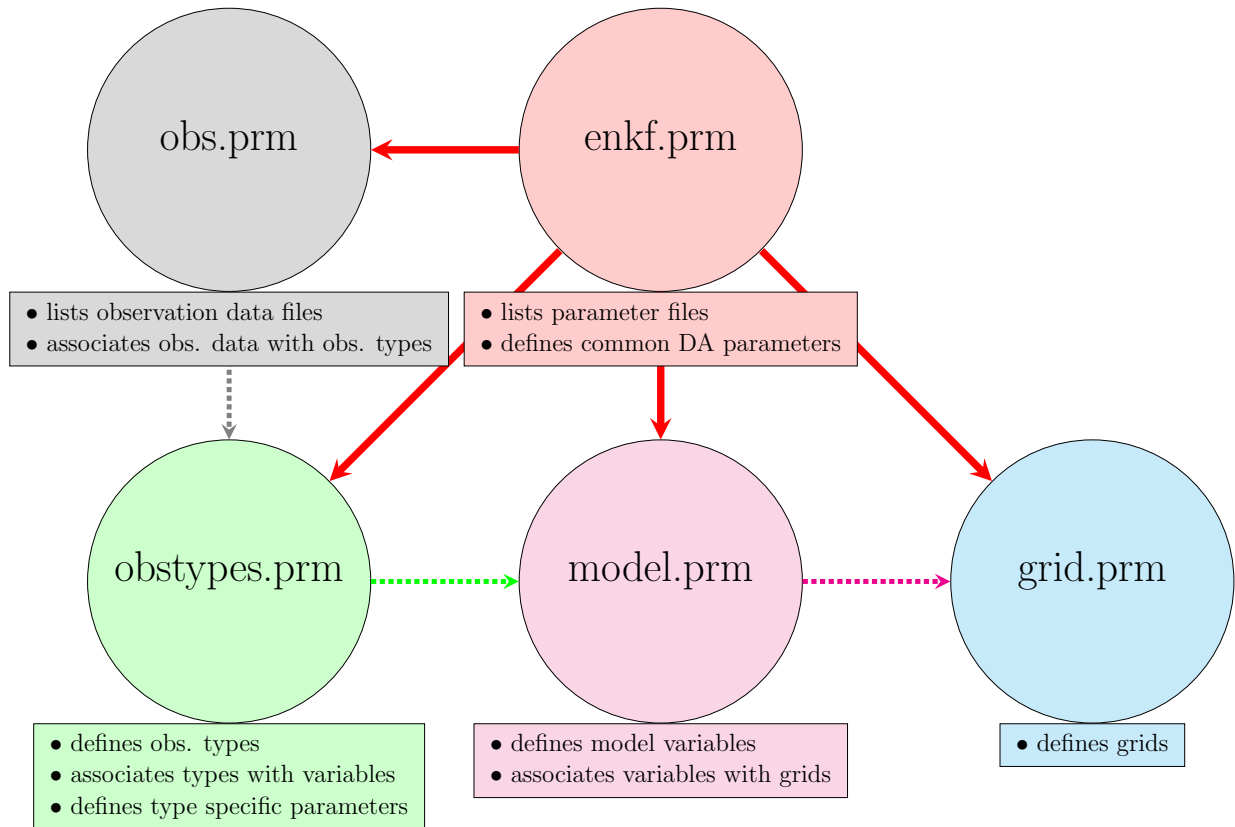 obs.prm
enkf.prm
• lists observation data files
• associates obs. data with obs. types
• lists parameter files
• defines common DA parameters
obstypes.prm
model.prm
grid.prm
• defines obs. types
• associates types with variables
• defines type specific parameters
• defines model variables
• associates variables with grids
• defines grids